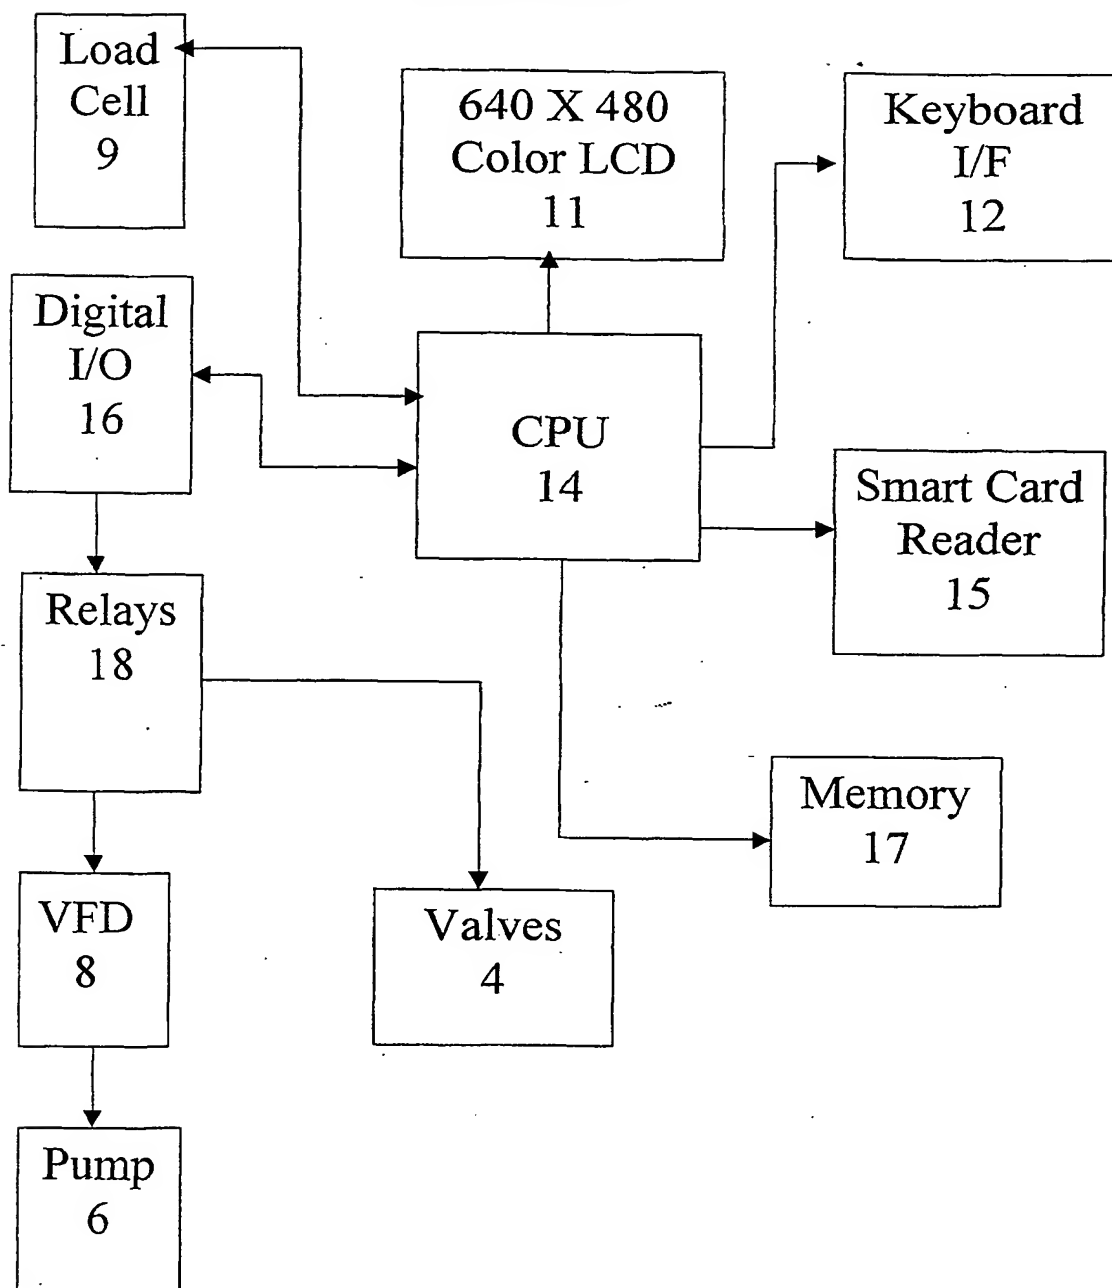 Load
Cell
9
640 X 480
Color LCD
11
Keyboard
I/F
12
Digital
I/O
16
CPU
14
Smart Card
Reader
15
Relays
18
Memory
17
VFD
8
Valves
4
Pump
6